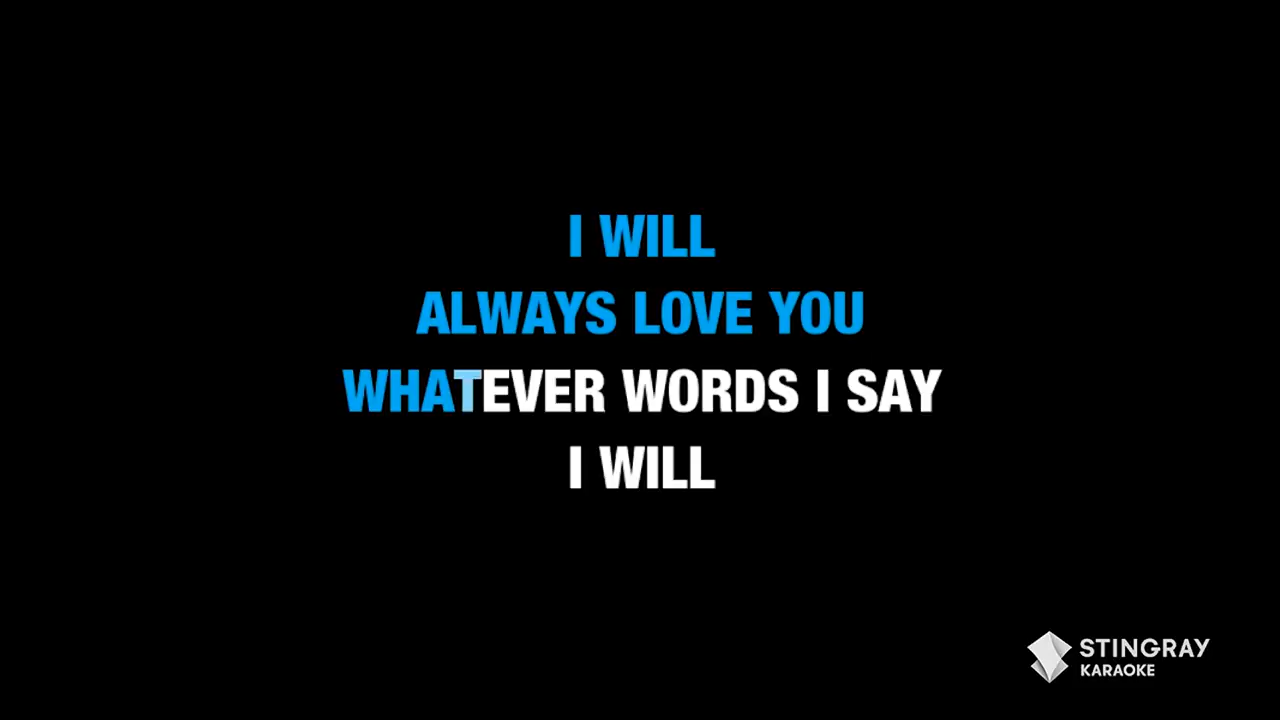 I WILL
ALWAYS LOVE YOU
WHATEVER WORDS I SAY
I WILL
STINGRAY
KARAOKE